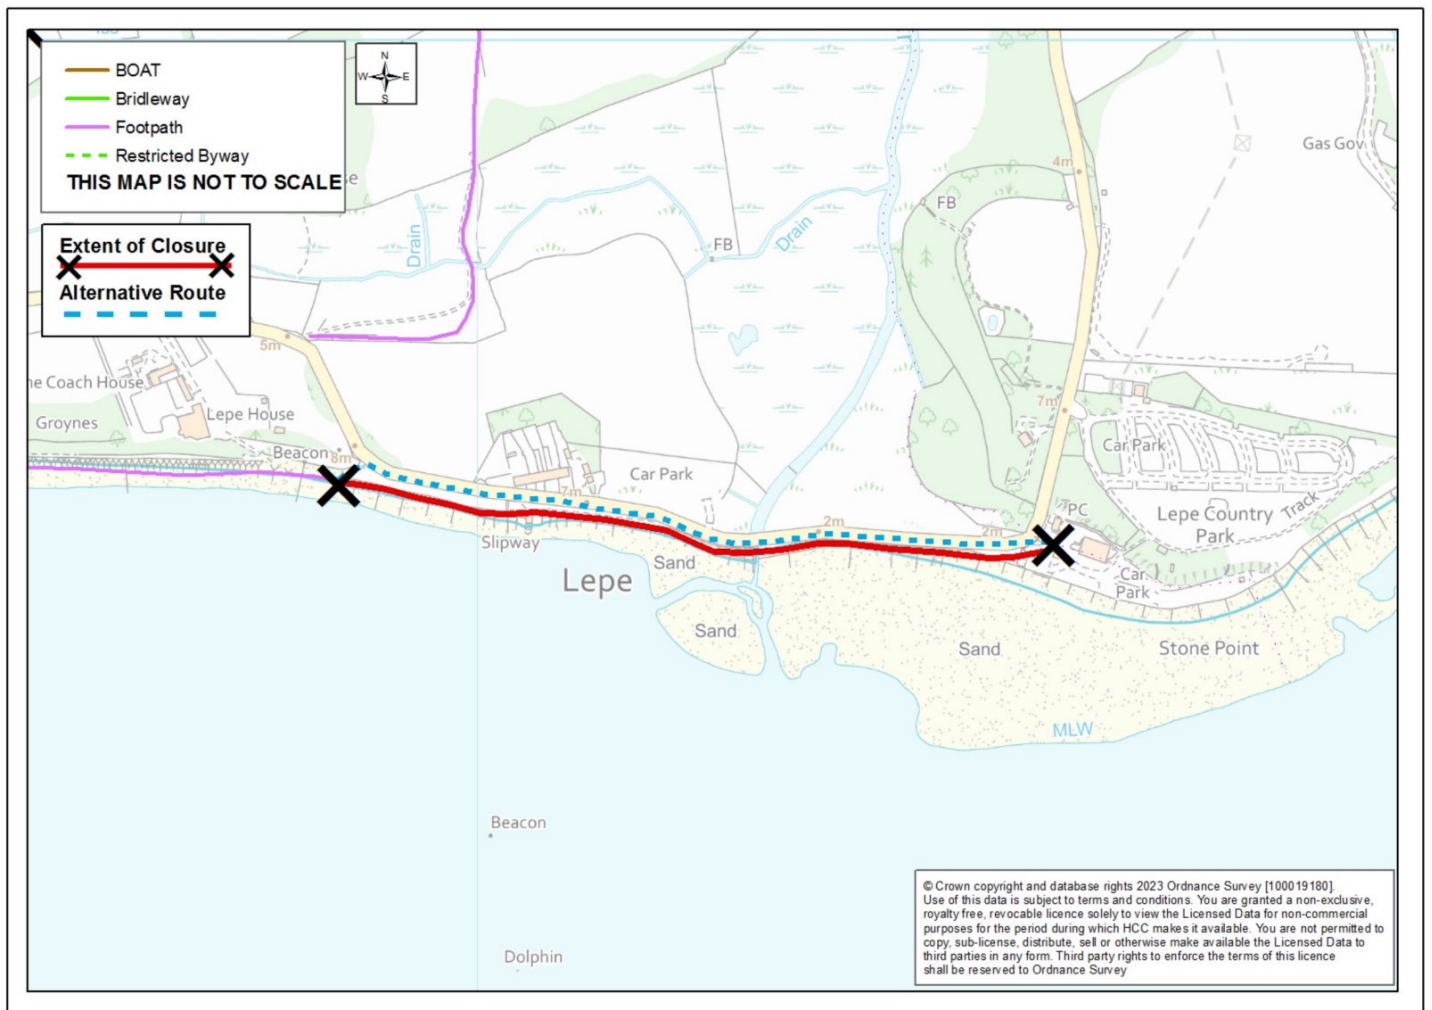 BOAT
Bridleway
Footpath
Restricted Byway
THIS MAP IS NOT TO SCALE
N
W E
S
Extent of Closure
Alternative Route
Gas Gov
4m
FB
FB
Drain
Drain
5m
Coach House
Lepe House
Groynes
Beacon
8m
7m
Car Park
7m
Car Park
2m
2m
PC
Lepe Country
Park
Track
Slipway
Sand
Lepe
Car
Park
Sand
Sand
Stone Point
MLW
Beacon
Dolphin
© Crown copyright and database rights 2023 Ordnance Survey [100019180].
Use of this data is subject to terms and conditions. You are granted a non-exclusive,
royalty free, revocable licence solely to view the Licensed Data for non-commercial
purposes for the period during which HCC makes it available. You are not permitted to
copy, sub-license, distribute, sell or otherwise make available the Licensed Data to
third parties in any form. Third party rights to enforce the terms of this licence
shall be reserved to Ordnance Survey